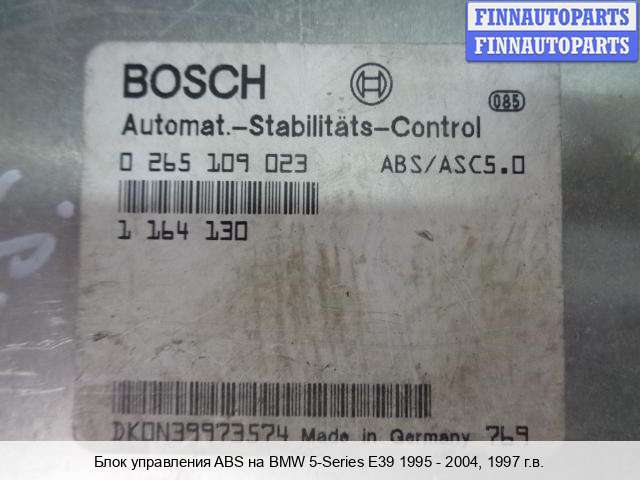 FINNAUTOPARTS
FINNAUTOPARTS
BOSCH
085
Automat.-Stabilitäts-Control
0 265 109 023 ABS/ASC5.0
1 164 130
DK0N39973574 Made in Germany 769
Блок управления ABS на BMW 5-Series E39 1995 - 2004, 1997 г.в.